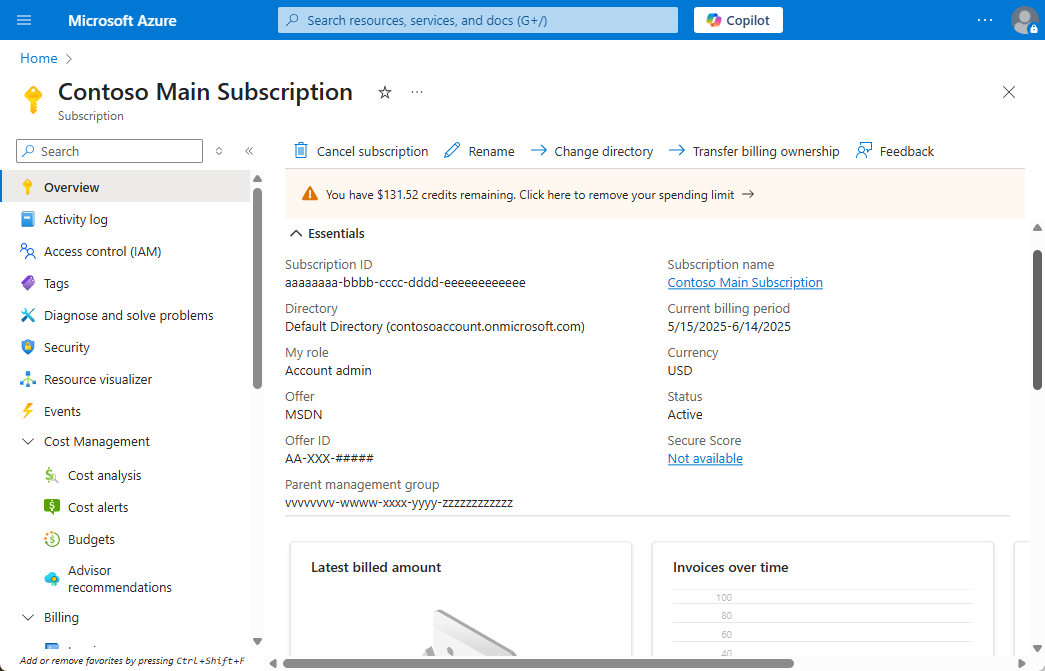 Microsoft Azure
Search resources, services, and docs (G+/)
Copilot
Home
Contoso Main Subscription
Subscription
Search
Overview
Activity log
Access control (IAM)
Tags
Diagnose and solve problems
Security
Resource visualizer
Events
Cost Management
Cost analysis
Cost alerts
Budgets
Advisor
recommendations
Billing
Add or remove favorites by pressing Ctrl+Shift+F
Cancel subscription
Rename
Change directory
Transfer billing ownership
Feedback
You have $131.52 credits remaining. Click here to remove your spending limit
Essentials
Subscription ID
aaaaaaaa-bbbb-cccc-dddd-eeeeeeeeeeee
Directory
Default Directory (contosoaccount.onmicrosoft.com)
My role
Account admin
Offer
MSDN
Offer ID
AA-XXX-#####
Parent management group
vvvvvvvv-wwww-xxxx-yyyy-zzzzzzzzzzzz
Subscription name
Contoso Main Subscription
Current billing period
5/15/2025-6/14/2025
Currency
USD
Status
Active
Secure Score
Not available
Latest billed amount
Invoices over time
100
80
60
40